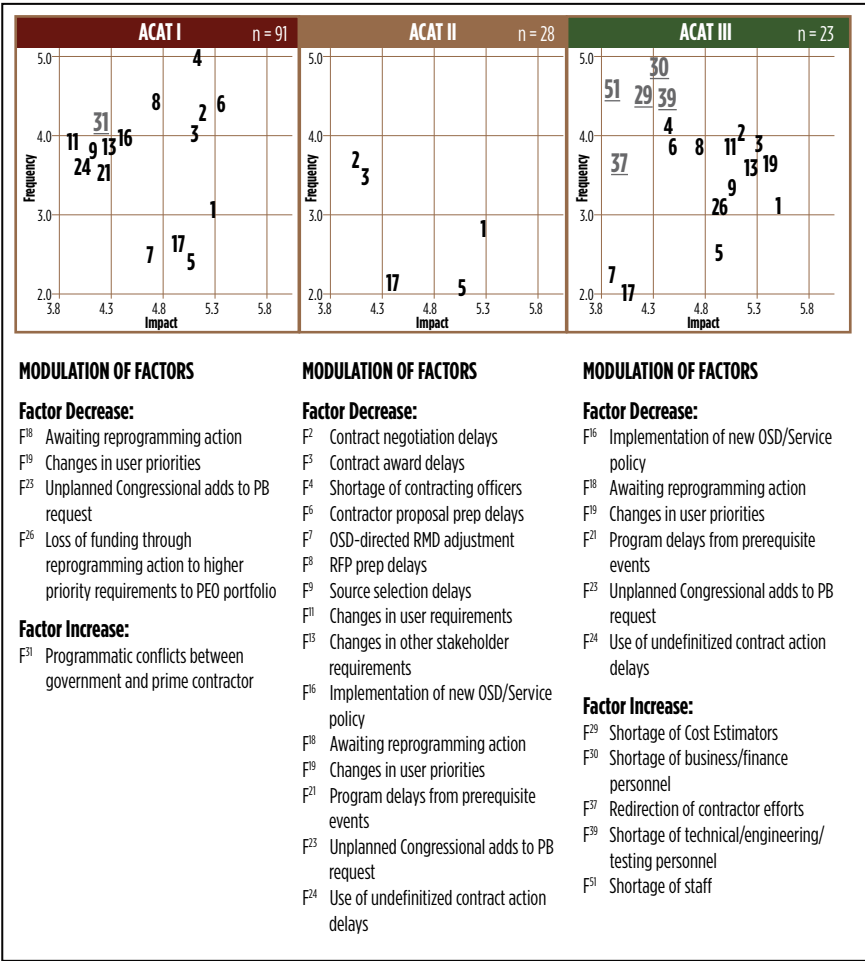 ACAT I n = 91
5.0
4.0
3.0
2.0
Frequency
4
8
2
6
31
3
11
9
13
16
24
21
1
7
17
5
3.8 4.3 4.8 5.3 5.8
Impact
ACAT II n = 28
5.0
4.0
3.0
2.0
Frequency
2
3
1
17
5
3.8 4.3 4.8 5.3 5.8
Impact
ACAT III n = 23
5.0
4.0
3.0
2.0
Frequency
30
51
29
39
4
6
8
11
2
3
37
13
19
9
26
1
5
7
17
3.8 4.3 4.8 5.3 5.8
Impact
MODULATION OF FACTORS
Factor Decrease:
F18 Awaiting reprogramming action
F19 Changes in user priorities
F23 Unplanned Congressional adds to PB
request
F26 Loss of funding through
reprogramming action to higher
priority requirements to PEO portfolio
Factor Increase:
F31 Programmatic conflicts between
government and prime contractor
MODULATION OF FACTORS
Factor Decrease:
F2 Contract negotiation delays
F3 Contract award delays
F4 Shortage of contracting officers
F6 Contractor proposal prep delays
F7 OSD-directed RMD adjustment
F8 RFP prep delays
F9 Source selection delays
F11 Changes in user requirements
F13 Changes in other stakeholder
requirements
F16 Implementation of new OSD/Service
policy
F18 Awaiting reprogramming action
F19 Changes in user priorities
F21 Program delays from prerequisite
events
F23 Unplanned Congressional adds to PB
request
F24 Use of undefinitized contract action
delays
MODULATION OF FACTORS
Factor Decrease:
F16 Implementation of new OSD/Service
policy
F18 Awaiting reprogramming action
F19 Changes in user priorities
F21 Program delays from prerequisite
events
F23 Unplanned Congressional adds to PB
request
F24 Use of undefinitized contract action
delays
Factor Increase:
F29 Shortage of Cost Estimators
F30 Shortage of business/finance
personnel
F37 Redirection of contractor efforts
F39 Shortage of technical/engineering/
testing personnel
F51 Shortage of staff